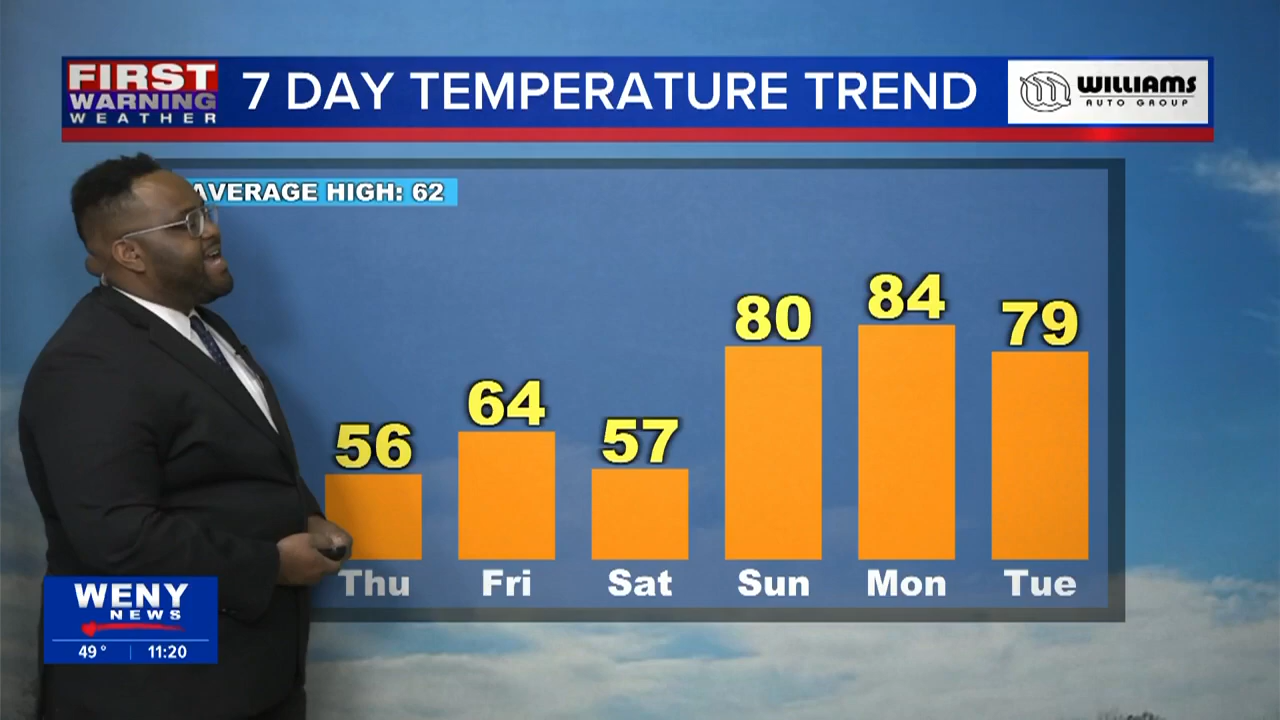 FIRST
WARNING
WEATHER
7 DAY TEMPERATURE TREND
WILLIAMS
AUTO GROUP
AVERAGE HIGH: 62
56
64
57
80
84
79
Thu
Fri
Sat
Sun
Mon
Tue
WENY
NEWS
49° | 11:20